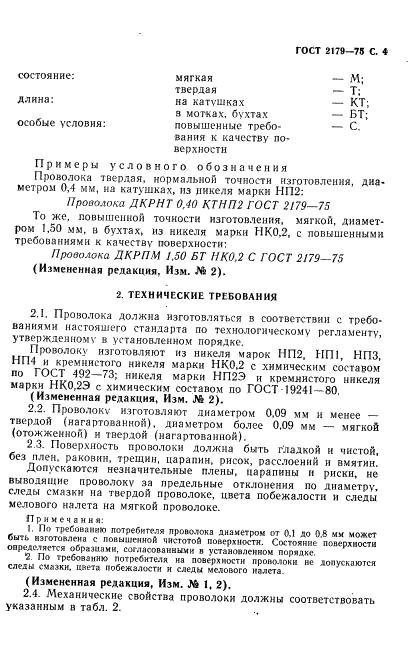 ГОСТ 2179—75 С. 4
состояние: мягкая — М;
твердая — Т;
длина: на катушках — КТ;
в мотках, бухтах — БТ;
особые условия: повышенные требо- — С.
вания к качеству по-
верхности
Примеры условного обозначения
Проволока твердая, нормальной точности изготовления, диа-
метром 0,4 мм, на катушках, из никеля марки НП2:
Проволока ДКРНТ 0,40 КТНП2 ГОСТ 2179—75
То же, повышенной точности изготовления, мягкой, диамет-
ром 1,50 мм, в бухтах, из никеля марки НК0,2, с повышенными
требованиями к качеству поверхности:
Проволока ДКРПМ 1,50 БТ НК0,2 С ГОСТ 2179—75
(Измененная редакция, Изм. № 2).
2. ТЕХНИЧЕСКИЕ ТРЕБОВАНИЯ
2.1. Проволока должна изготовляться в соответствии с требо-
ваниями настоящего стандарта по технологическому регламенту,
утвержденному в установленном порядке.
Проволоку изготовляют из никеля марок НП2, НП1, НП3,
НП4 и кремнистого никеля марки НК0,2 с химическим составом
по ГОСТ 492—73; никеля марки НП2Э и кремнистого никеля
марки НК0,2Э с химическим составом по ГОСТ 19241—80.
(Измененная редакция, Изм. № 2).
2.2. Проволоку изготовляют диаметром 0,09 мм и менее —
твердой (нагартованной), диаметром более 0,09 мм — мягкой
(отожженной) и твердой (нагартованной).
2.3. Поверхность проволоки должна быть гладкой и чистой,
без плен, раковин, трещин, царапин, рисок, расслоений и вмятин.
Допускаются незначительные плены, царапины и риски, не
выводящие проволоку за предельные отклонения по диаметру,
следы смазки на твердой проволоке, цвета побежалости и следы
мелового налета на мягкой проволоке.
Примечания:
1. По требованию потребителя проволока диаметром от 0,1 до 0,8 мм может
быть изготовлена с повышенной чистотой поверхности. Состояние поверхности
определяется образцами, согласованными в установленном порядке.
2. По требованию потребителя на поверхности проволоки не допускаются
следы смазки, цвета побежалости и следы мелового налета.
(Измененная редакция, Изм. № 1, 2).
2.4. Механические свойства проволоки должны соответствовать
указанным в табл. 2.